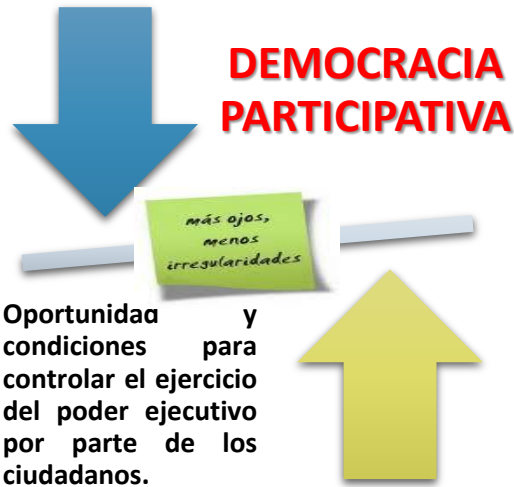 DEMOCRACIA
PARTICIPATIVA
más ojos,
menos
irregularidades
Oportunidad y
condiciones para
controlar el ejercicio
del poder ejecutivo
por parte de los
ciudadanos.